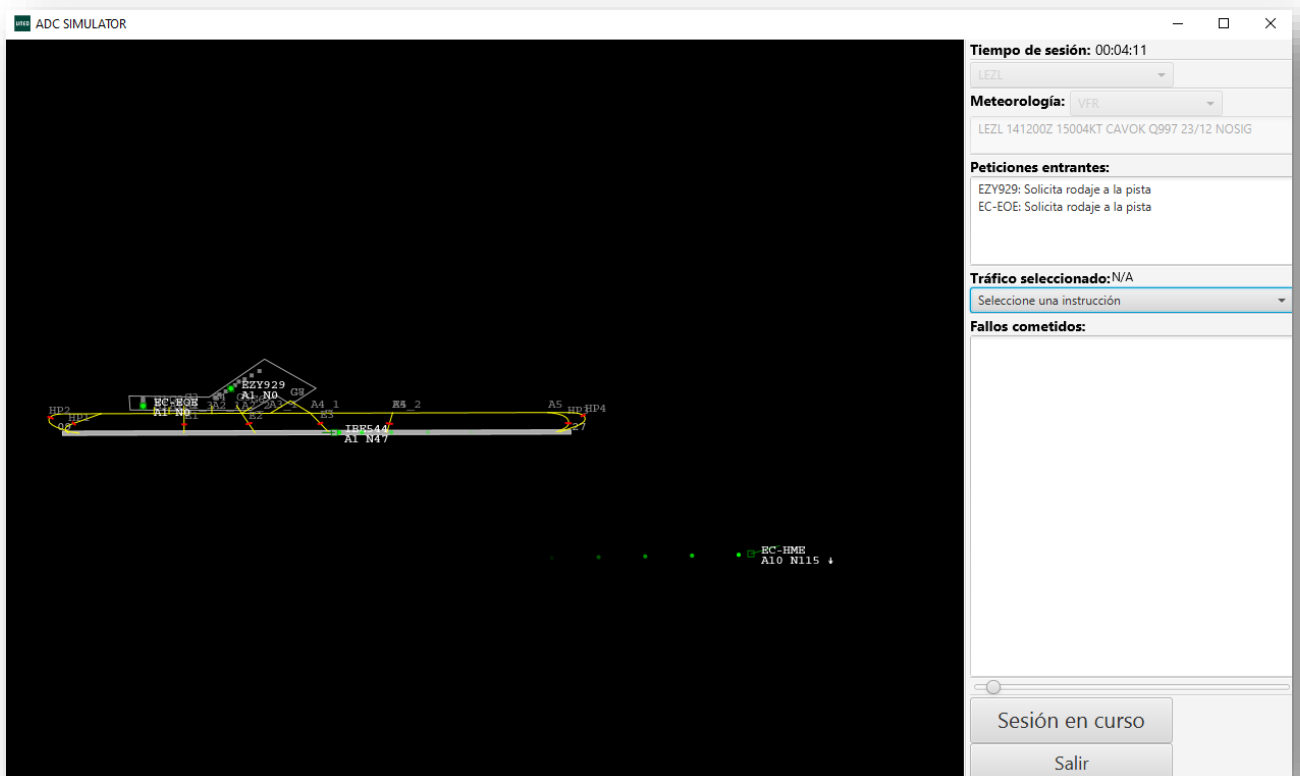 UNED ADC SIMULATOR
Tiempo de sesión: 00:04:11
LEZL
Meteorología: VFR
LEZL 141200Z 15004KT CAVOK Q997 23/12 NOSIG
Peticiones entrantes:
EZY929: Solicita rodaje a la pista
EC-EOE: Solicita rodaje a la pista
Tráfico seleccionado: N/A
Seleccione una instrucción
Fallos cometidos:
Sesión en curso
Salir
EZY929
A1 N0
EC-EOE
A1 N0
HP2
HP1
A4_1
A5
HP4
E2
E3
27
IBE544
A1 N47
EC-HME
A10 N115 ↓